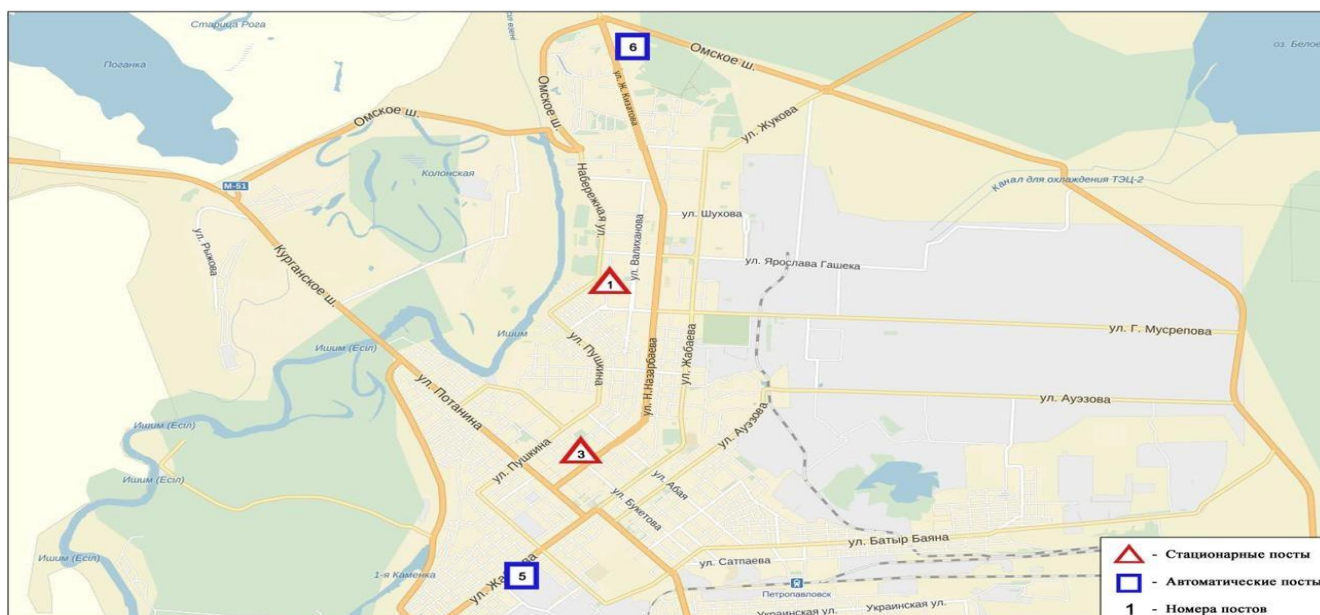 Старица Рога
Поганка
6
Омское ш.
оз. Белое
ул. Ж. Кизатова
Омское ш.
Омское ш.
ул. Жукова
Колонская
М-51
Набережная ул.
Канал для охлаждения ТЭЦ-2
ул. Шухова
ул. Валиханова
ул. Рыжова
ул. Ярослава Гашека
Курганское ш.
1
Ишим
ул. Г. Мусрепова
Ишим (Есіл)
ул. Пушкина
ул. Жабаева
ул. Потанина
ул. Н.Назарбаева
ул. Ауэзова
Ишим (Есіл)
ул. Ауэзова
ул. Пушкина
3
Ишим (Есіл)
ул. Абая
ул. Букетова
ул. Батыр Баяна
Ишим (Есіл)
ул. Сатпаева
1-я Каменка
5
Петропавловск
Украинская ул.
Украинская ул.
- Стационарные посты
- Автоматические посты
1 - Номера постов